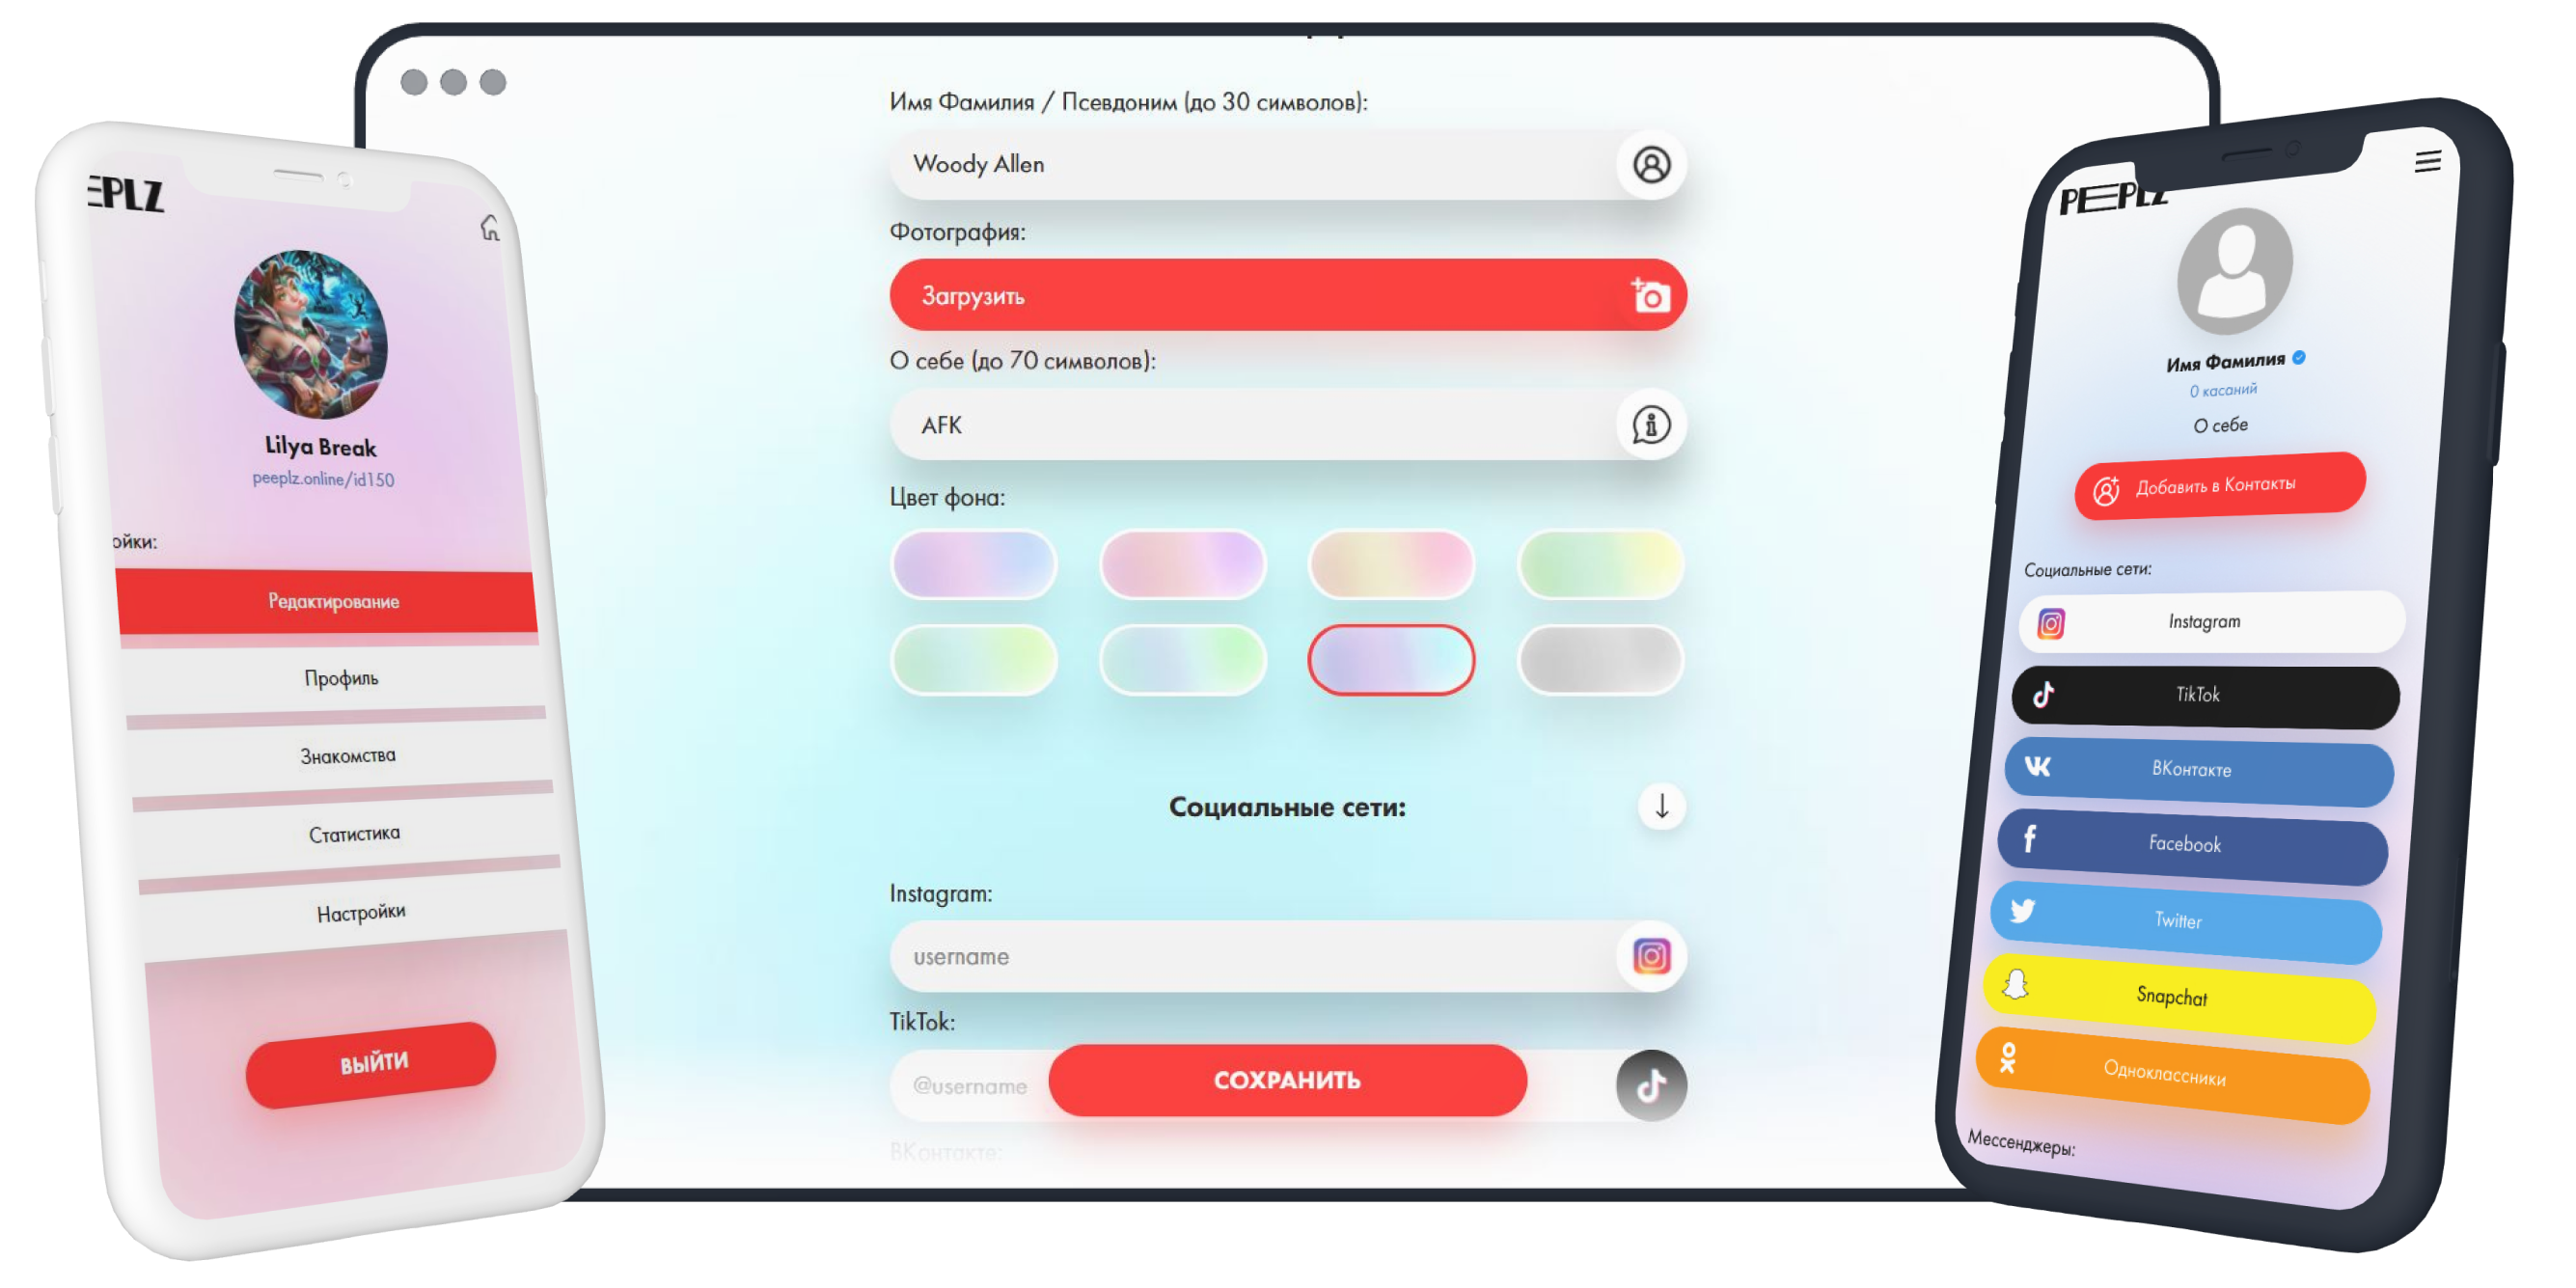 EPLZ
Lilya Break
peeplz.online/id150
ойки:
Редактирование
Профиль
Знакомства
Статистика
Настройки
ВЫЙТИ
Имя Фамилия / Псевдоним (до 30 символов):
Woody Allen
Фотография:
Загрузить
О себе (до 70 символов):
AFK
Цвет фона:
Социальные сети:
Instagram:
username
TikTok:
@username
СОХРАНИТЬ
ВКонтакте:
PEEPLZ
Имя Фамилия
0 касаний
О себе
Добавить в Контакты
Социальные сети:
Instagram
TikTok
ВКонтакте
Facebook
Twitter
Snapchat
Одноклассники
Мессенджеры: